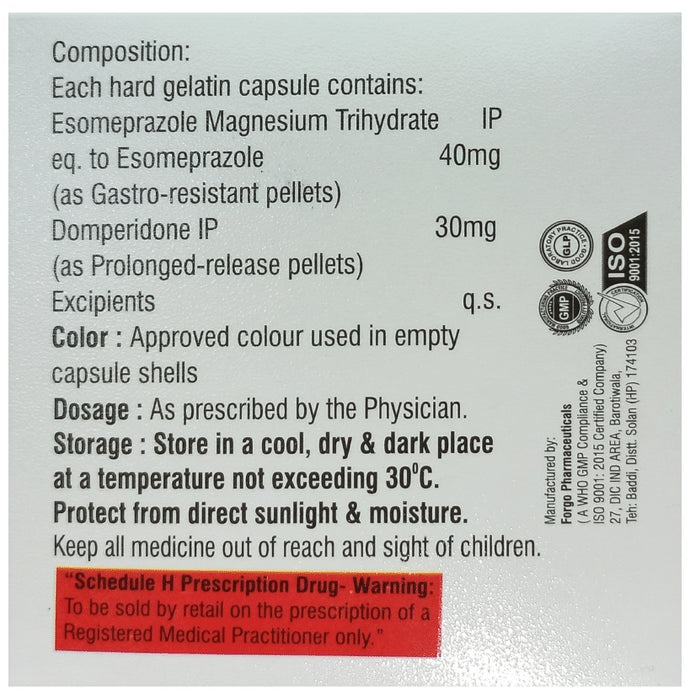 Composition:
Each hard gelatin capsule contains:
Esomeprazole Magnesium Trihydrate IP
eq. to Esomeprazole 40mg
(as Gastro-resistant pellets)
Domperidone IP 30mg
(as Prolonged-release pellets)
Excipients q.s.
Color : Approved colour used in empty
capsule shells
Dosage : As prescribed by the Physician.
Storage : Store in a cool, dry & dark place
at a temperature not exceeding 30⁰C.
Protect from direct sunlight & moisture.
Keep all medicine out of reach and sight of children.
"Schedule H Prescription Drug- Warning:
To be sold by retail on the prescription of a
Registered Medical Practitioner only."
GOOD LABORATORY PRACTICE
GLP
ISO
9001:2015
GMP
Manufactured by:
Forgo Pharmaceuticals
( A WHO GMP Compliance &
ISO 9001: 2015 Certified Company)
27, DIC IND AREA, Barotiwala,
Teh: Baddi, Distt. Solan (HP) 174103